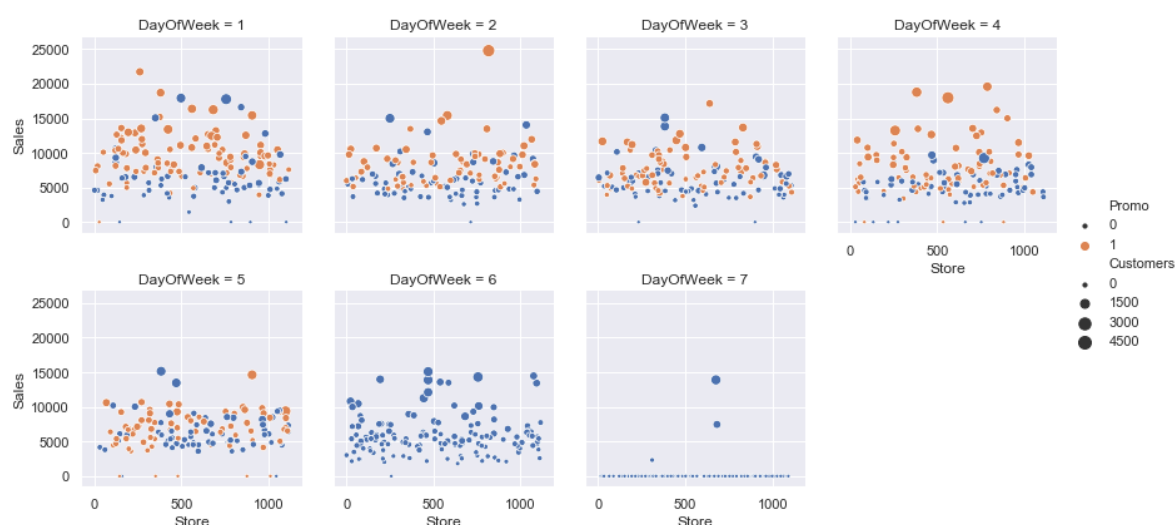 DayOfWeek = 1
DayOfWeek = 2
DayOfWeek = 3
DayOfWeek = 4
25000
20000
15000
10000
5000
0
Sales
0 500 1000
Store
Promo
0
1
Customers
0
1500
3000
4500
DayOfWeek = 5
DayOfWeek = 6
DayOfWeek = 7
25000
20000
15000
10000
5000
0
Sales
0 500 1000
Store
0 500 1000
Store
0 500 1000
Store